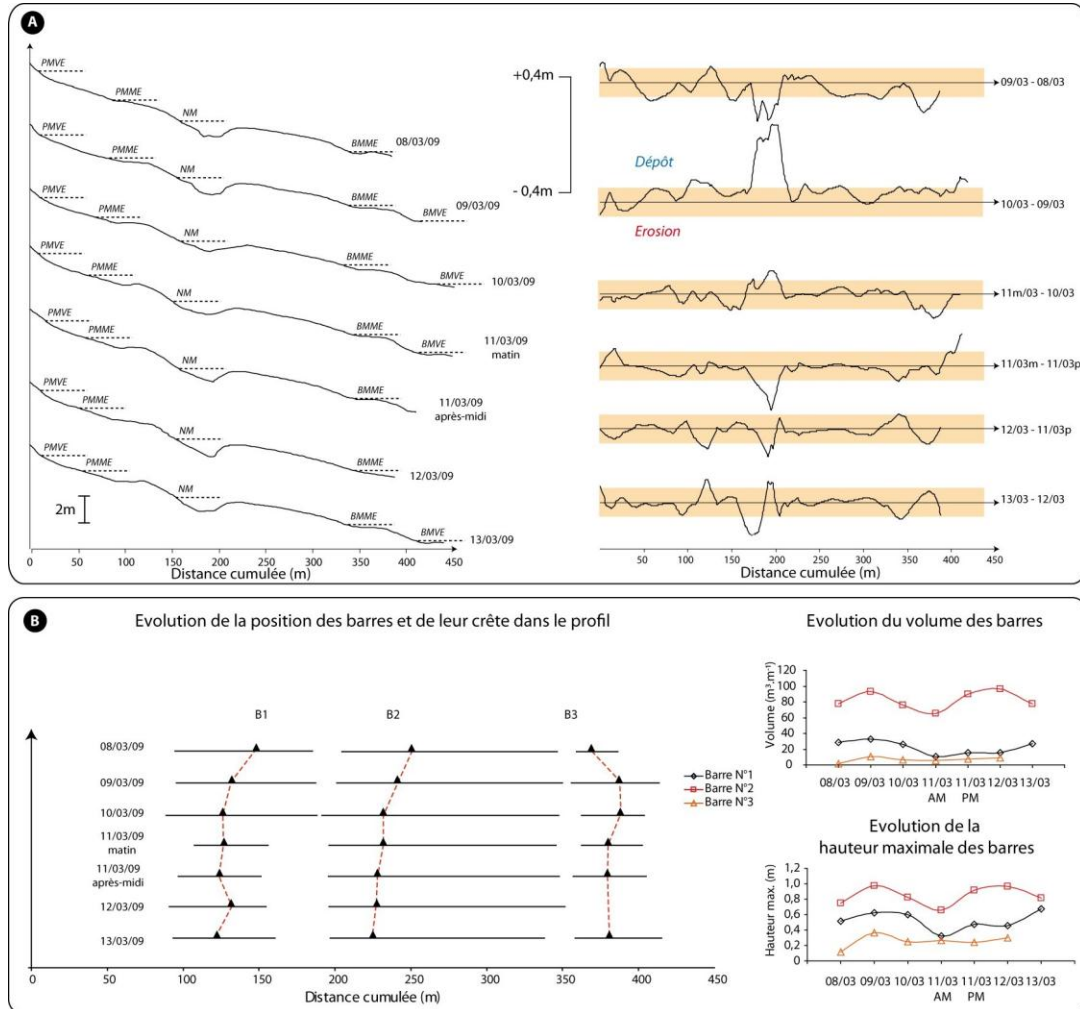 A
PMVE
PMME
NM
BMME
08/03/09
PMVE
PMME
NM
BMME
BMVE
09/03/09
PMVE
PMME
NM
BMME
BMVE
10/03/09
PMVE
PMME
NM
BMME
BMVE
11/03/09
matin
PMVE
PMME
NM
BMME
11/03/09
après-midi
PMVE
PMME
NM
BMME
12/03/09
PMVE
PMME
NM
BMME
BMVE
13/03/09
2m
0 50 100 150 200 250 300 350 400 450
Distance cumulée (m)
+0,4m
- 0,4m
Dépôt
Erosion
09/03 - 08/03
10/03 - 09/03
11m/03 - 10/03
11/03m - 11/03p
12/03 - 11/03p
13/03 - 12/03
50 100 150 200 250 300 350 400
Distance cumulée (m)
B
Evolution de la position des barres et de leur crête dans le profil
B1 B2 B3
08/03/09
09/03/09
10/03/09
11/03/09
matin
11/03/09
après-midi
12/03/09
13/03/09
0 50 100 150 200 250 300 350 400 450
Distance cumulée (m)
Evolution du volume des barres
Volume (m³.m⁻¹)
120
100
80
60
40
20
0
08/03 09/03 10/03 11/03 11/03 12/03 13/03
AM PM
Barre N°1
Barre N°2
Barre N°3
Evolution de la
hauteur maximale des barres
Hauteur max. (m)
1,2
1,0
0,8
0,6
0,4
0,2
0
08/03 09/03 10/03 11/03 11/03 12/03 13/03
AM PM